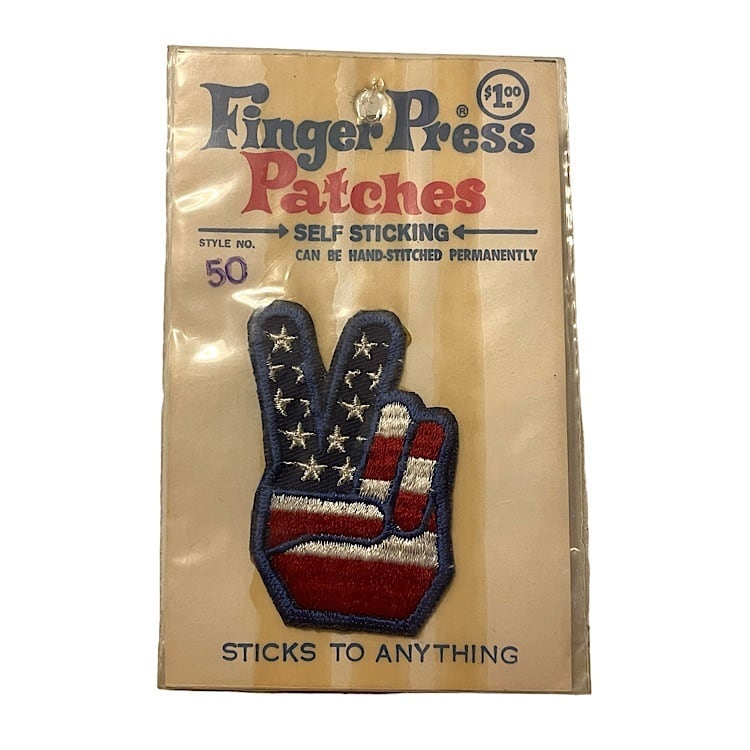 $1.00
Finger Press®
Patches
SELF STICKING
STYLE NO.
CAN BE HAND-STITCHED PERMANENTLY
50
STICKS TO ANYTHING